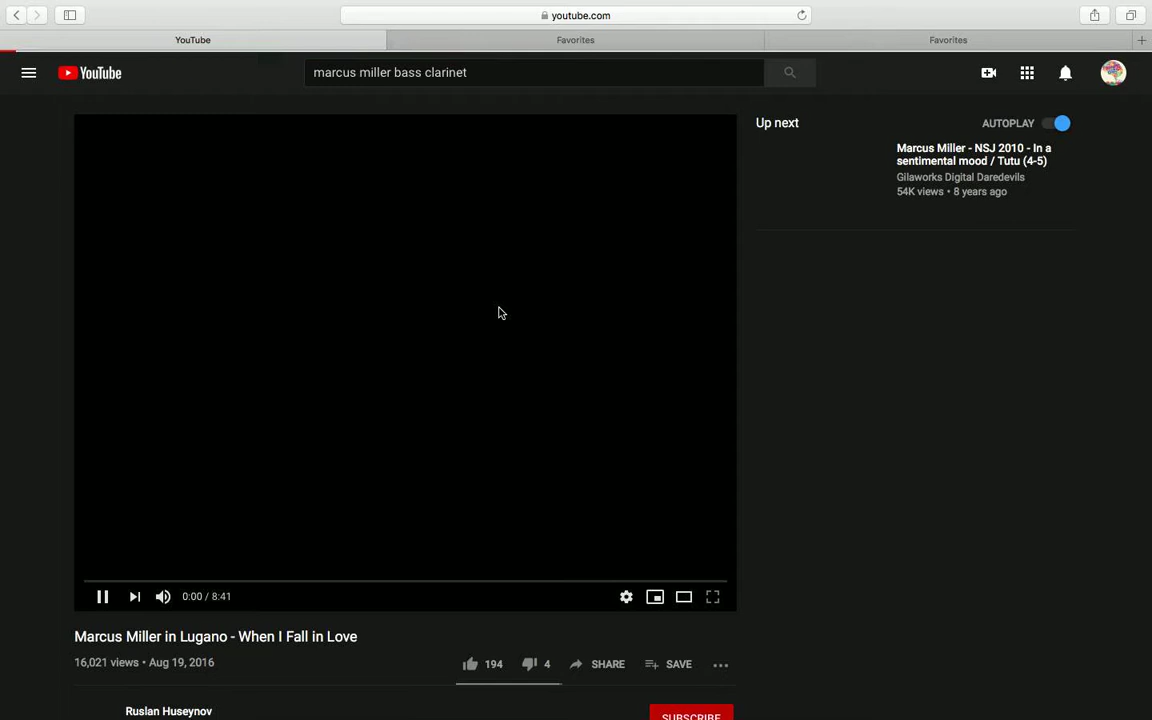 youtube.com
YouTube
Favorites
Favorites
YouTube
marcus miller bass clarinet
Up next
AUTOPLAY
Marcus Miller - NSJ 2010 - In a
sentimental mood / Tutu (4-5)
Gilaworks Digital Daredevils
54K views • 8 years ago
0:00 / 8:41
Marcus Miller in Lugano - When I Fall in Love
16,021 views • Aug 19, 2016
194
4
SHARE
SAVE
Ruslan Huseynov
SUBSCRIBE